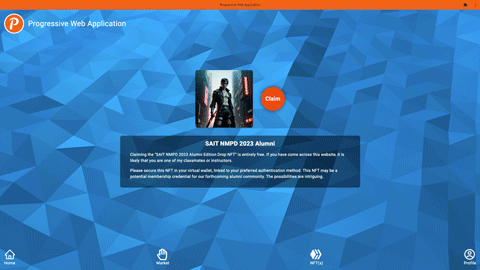 Progressive Web Application
P
Progressive Web Application
Claim
SAIT NMPD 2023 Alumni
Claiming the "SAIT NMPD 2023 Alumni Edition Drop NFT" is entirely free. If you have come across this website, it is
likely that you are one of my classmates or instructors.
Please secure this NFT in your virtual wallet, linked to your preferred authentication method. This NFT may be a
potential membership credential for our forthcoming alumni community. The possibilities are intriguing.
Home
Market
NFT(s)
Profile